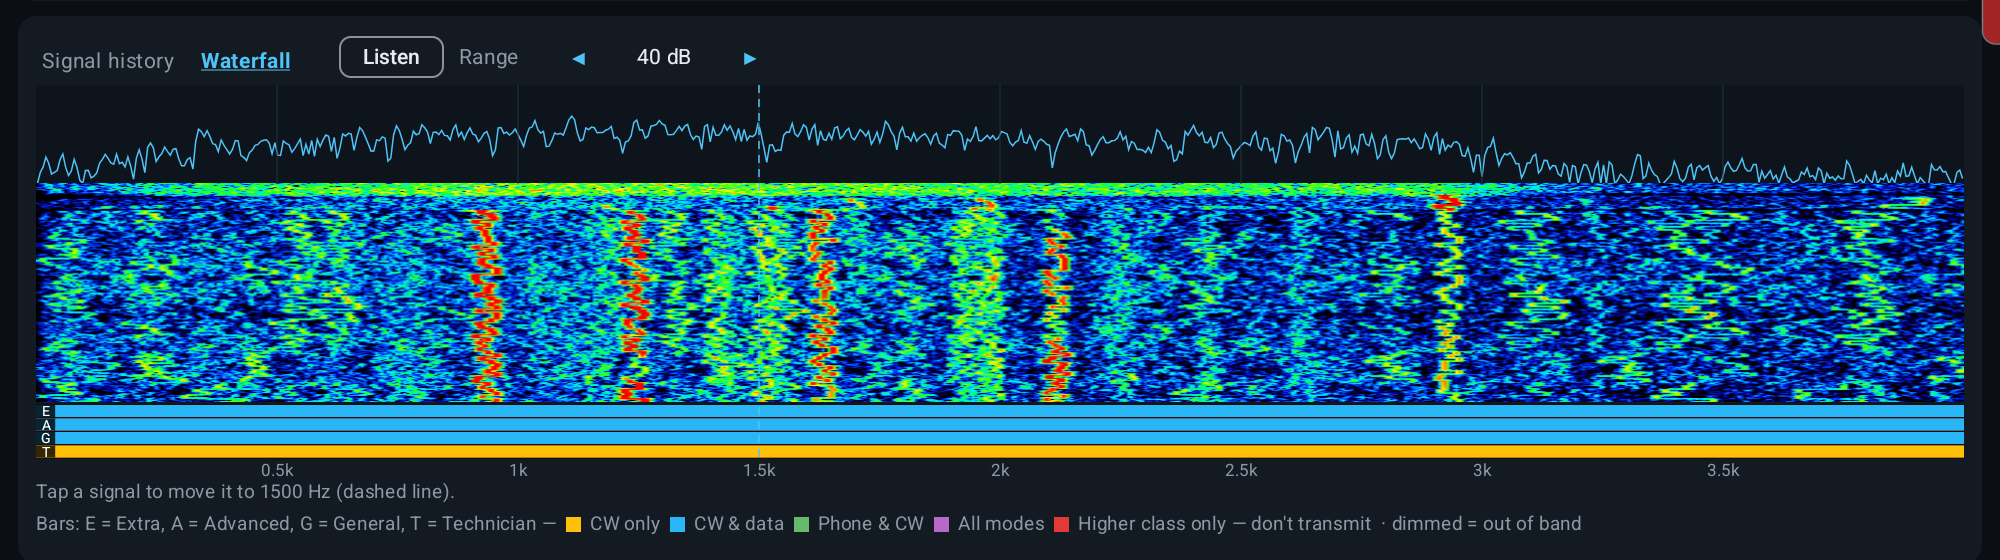 Signal history Waterfall Listen Range ◀ 40 dB ▶
E
A
G
T
0.5k 1k 1.5k 2k 2.5k 3k 3.5k
Tap a signal to move it to 1500 Hz (dashed line).
Bars: E = Extra, A = Advanced, G = General, T = Technician — CW only CW & data Phone & CW All modes Higher class only — don't transmit · dimmed = out of band